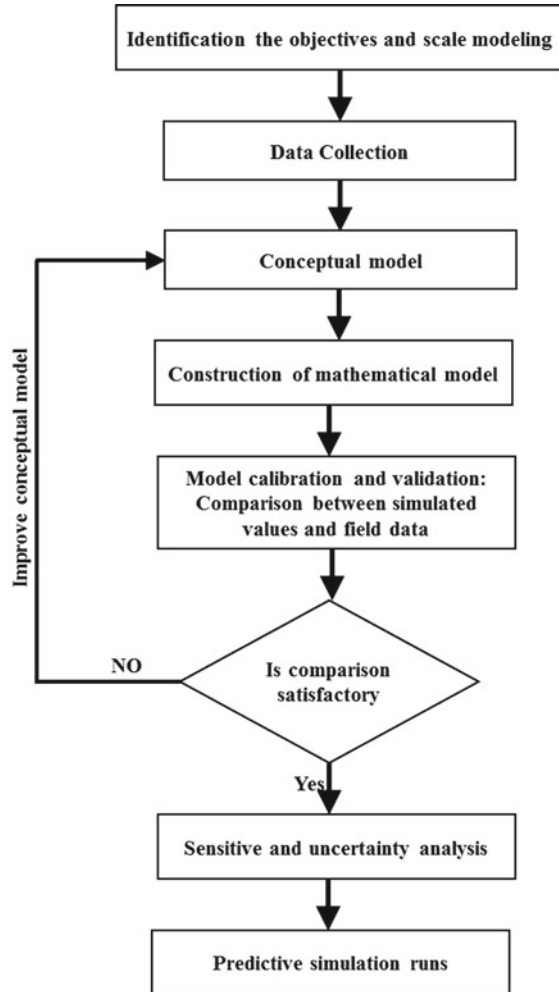 Identification the objectives and scale modeling
Data Collection
Conceptual model
Construction of mathematical model
Model calibration and validation:
Comparison between simulated
values and field data
Improve conceptual model
NO
Is comparison
satisfactory
Yes
Sensitive and uncertainty analysis
Predictive simulation runs